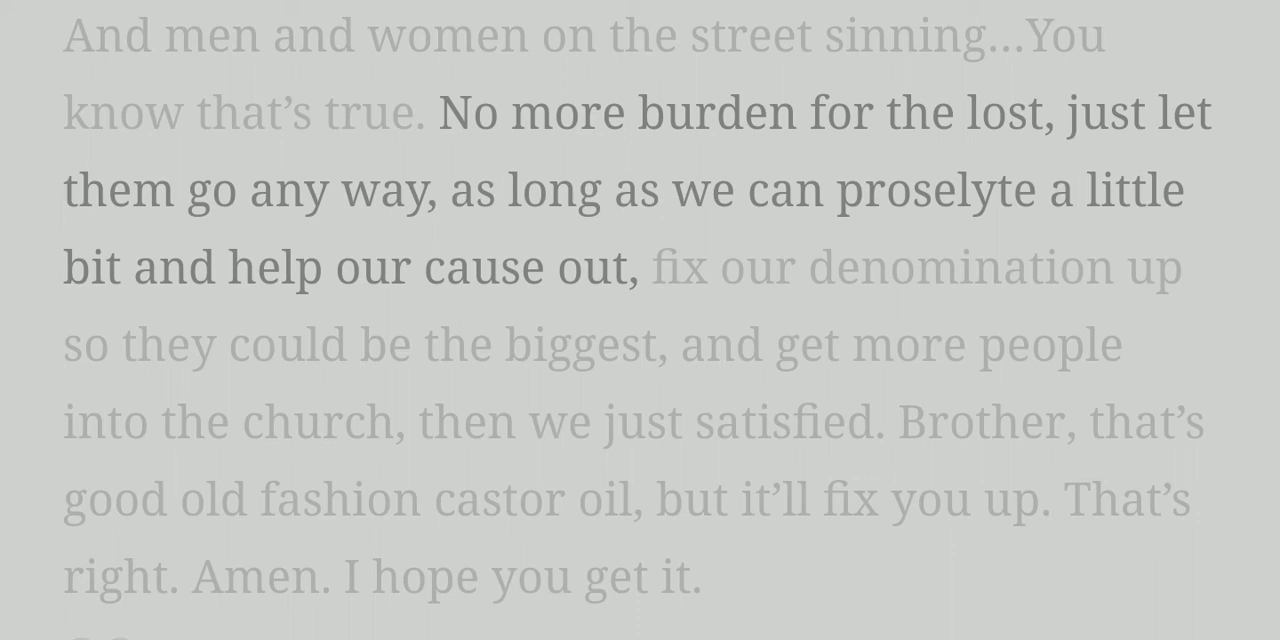 And men and women on the street sinning...You
know that’s true. No more burden for the lost, just let
them go any way, as long as we can proselyte a little
bit and help our cause out, fix our denomination up
so they could be the biggest, and get more people
into the church, then we just satisfied. Brother, that’s
good old fashion castor oil, but it’ll fix you up. That’s
right. Amen. I hope you get it.